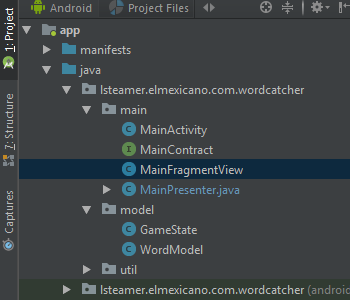 Android
Project Files
1: Project
app
manifests
java
lsteamer.elmexicano.com.wordcatcher
main
MainActivity
MainContract
MainFragmentView
MainPresenter.java
model
GameState
WordModel
util
lsteamer.elmexicano.com.wordcatcher (android
7: Structure
Captures